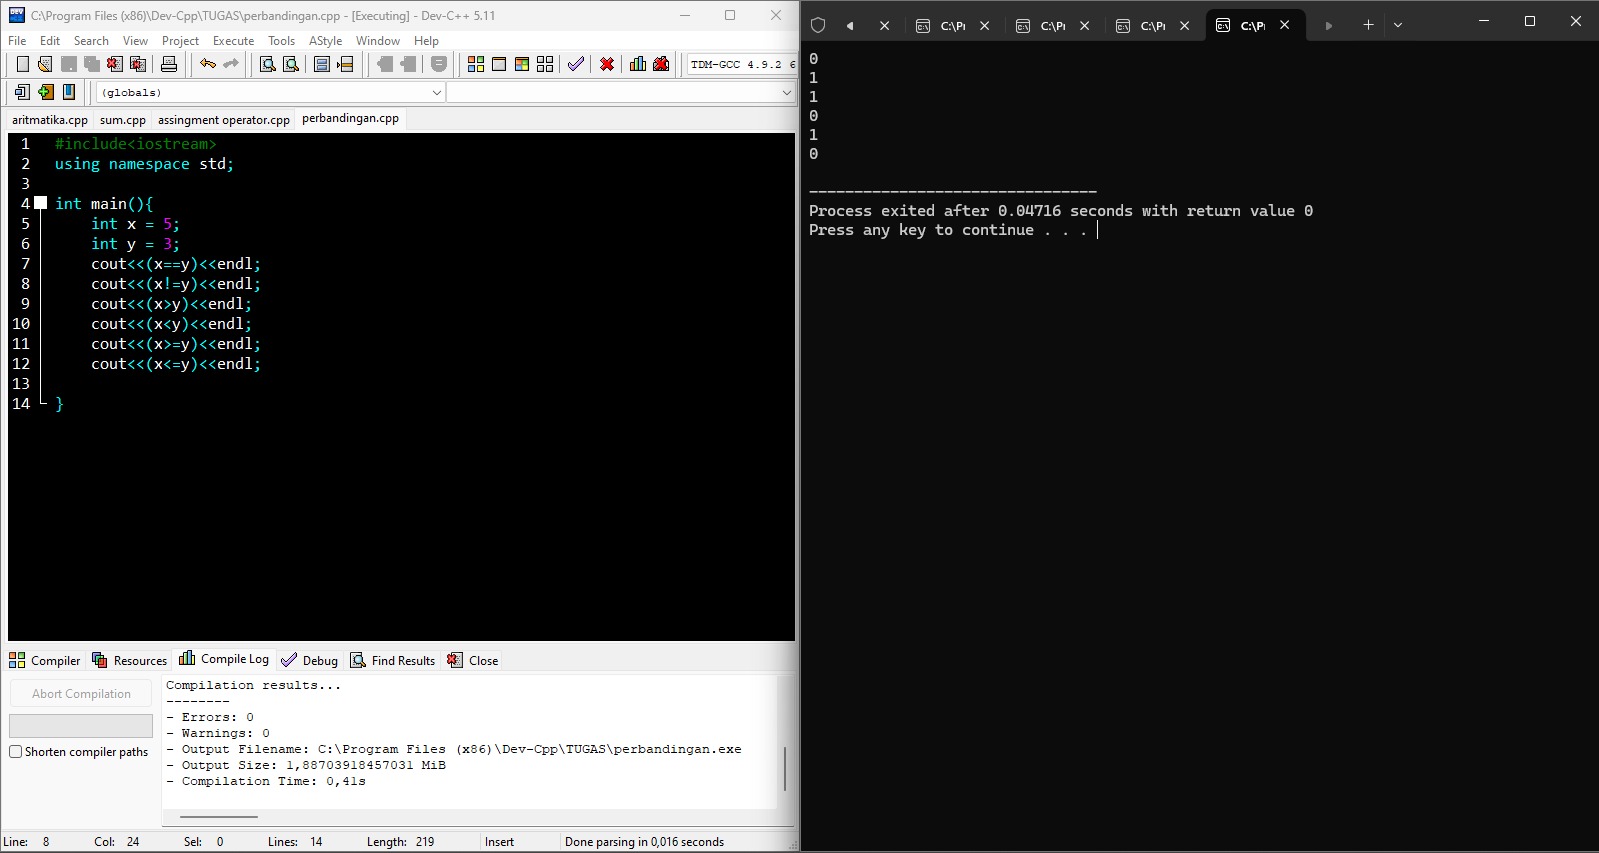 C:\Program Files (x86)\Dev-Cpp\TUGAS\perbandingan.cpp - [Executing] - Dev-C++ 5.11
File Edit Search View Project Execute Tools AStyle Window Help
TDM-GCC 4.9.2 6
(globals)
aritmatika.cpp sum.cpp assingment operator.cpp perbandingan.cpp
1 #include<iostream>
2 using namespace std;
3
4 int main(){
5 int x = 5;
6 int y = 3;
7 cout<<(x==y)<<endl;
8 cout<<(x!=y)<<endl;
9 cout<<(x>y)<<endl;
10 cout<<(x<y)<<endl;
11 cout<<(x>=y)<<endl;
12 cout<<(x<=y)<<endl;
13
14 }
Compiler Resources Compile Log Debug Find Results Close
Abort Compilation
Shorten compiler paths
Compilation results...
--------
- Errors: 0
- Warnings: 0
- Output Filename: C:\Program Files (x86)\Dev-Cpp\TUGAS\perbandingan.exe
- Output Size: 1,88703918457031 MiB
- Compilation Time: 0,41s
Line: 8 Col: 24 Sel: 0 Lines: 14 Length: 219 Insert Done parsing in 0,016 seconds
C:\Pr C:\Pr C:\Pr C:\Pr
0
1
1
0
1
0
--------------------------------
Process exited after 0.04716 seconds with return value 0
Press any key to continue . . .